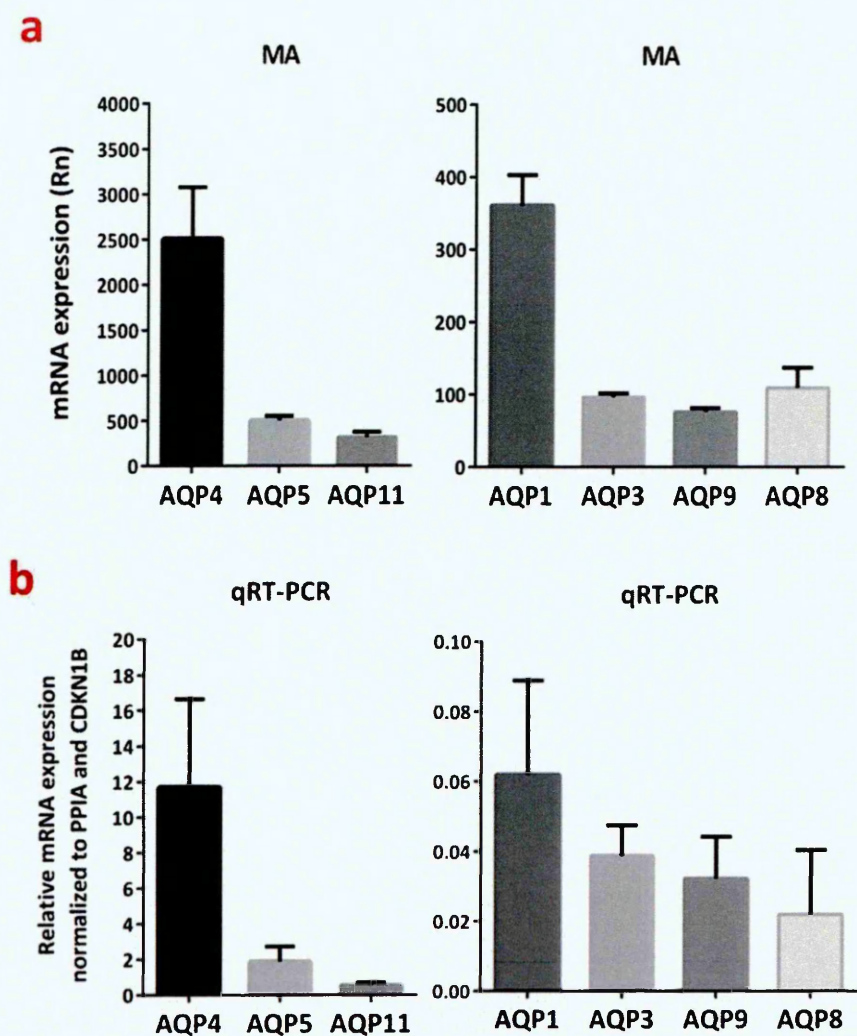 a
MA
MA
mRNA expression (Rn)
4000
3500
3000
2500
2000
1500
1000
500
0
AQP4 AQP5 AQP11
500
400
300
200
100
0
AQP1 AQP3 AQP9 AQP8
b
qRT-PCR
qRT-PCR
Relative mRNA expression
normalized to PPIA and CDKN1B
20
18
16
14
12
10
8
6
4
2
0
AQP4 AQP5 AQP11
0.10
0.08
0.06
0.04
0.02
0.00
AQP1 AQP3 AQP9 AQP8